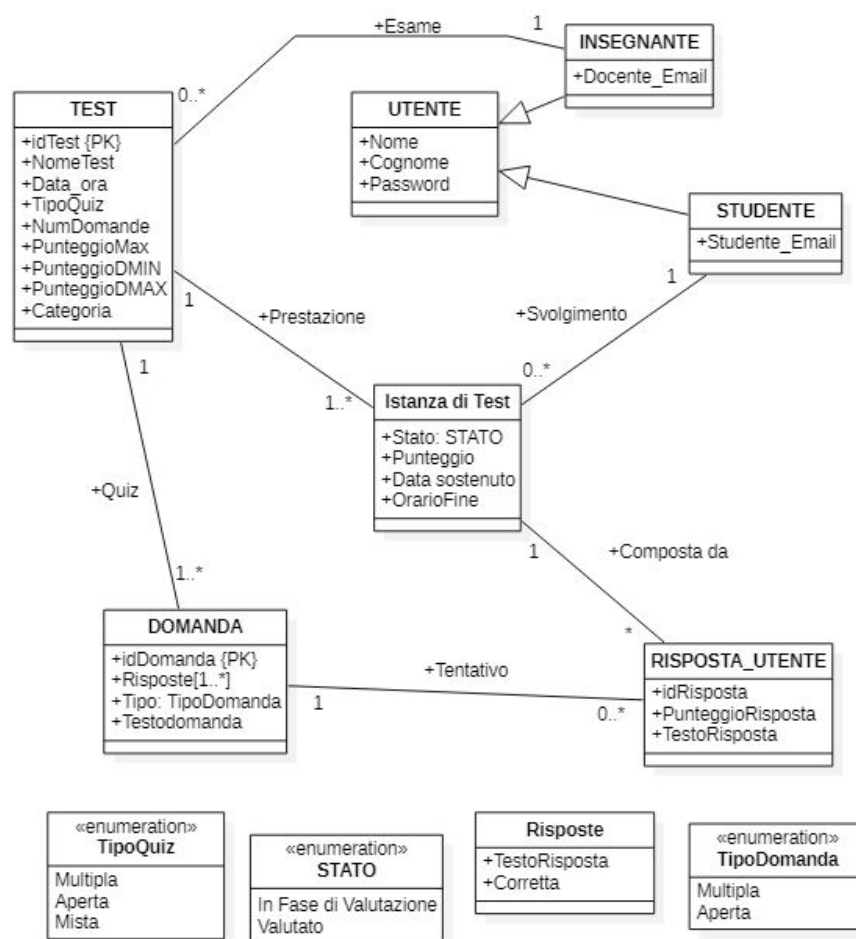 +Esame
1
0..*
INSEGNANTE
+Docente_Email
TEST
+idTest {PK}
+NomeTest
+Data_ora
+TipoQuiz
+NumDomande
+PunteggioMax
+PunteggioDMIN
+PunteggioDMAX
+Categoria
UTENTE
+Nome
+Cognome
+Password
STUDENTE
+Studente_Email
1
+Prestazione
1..*
1
+Svolgimento
0..*
1
+Quiz
1..*
Istanza di Test
+Stato: STATO
+Punteggio
+Data sostenuto
+OrarioFine
1
+Composta da
*
DOMANDA
+idDomanda {PK}
+Risposte[1..*]
+Tipo: TipoDomanda
+Testodomanda
+Tentativo
1
0..*
RISPOSTA_UTENTE
+idRisposta
+PunteggioRisposta
+TestoRisposta
«enumeration»
TipoQuiz
Multipla
Aperta
Mista
«enumeration»
STATO
In Fase di Valutazione
Valutato
Risposte
+TestoRisposta
+Corretta
«enumeration»
TipoDomanda
Multipla
Aperta